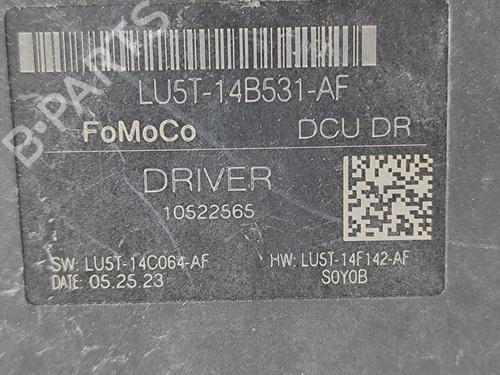 B-PARTS
LU5T-14B531-AF
FoMoCo DCU DR
DRIVER
10522565
SW: LU5T-14C064-AF HW: LU5T-14F142-AF
DATE: 05.25.23 S0Y0B